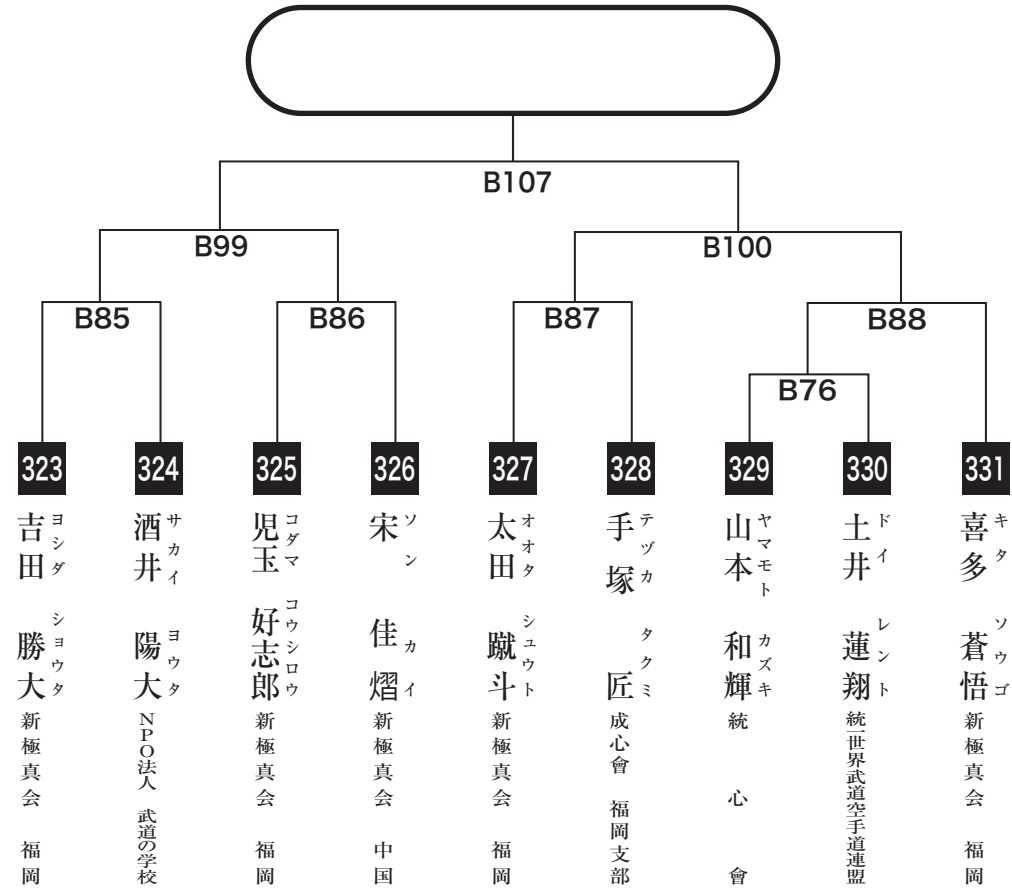 B107
B99
B100
B85
B86
B87
B88
B76
323
吉田 勝大
ヨシダ ショウタ
新極真会 福岡
324
酒井 陽大
サカイ ヨウタ
NPO法人 武道の学校
325
児玉 好志郎
コダマ コウシロウ
新極真会 福岡
326
宋 佳熠
ソン カイ
新極真会 中国
327
太田 蹴斗
オオタ シュウト
新極真会 福岡
328
手塚 匠
テヅカ タクミ
成心會 福岡支部
329
山本 和輝
ヤマモト カズキ
統心會
330
土井 蓮翔
ドイ レント
統一世界武道空手道連盟
331
喜多 蒼悟
キタ ソウゴ
新極真会 福岡